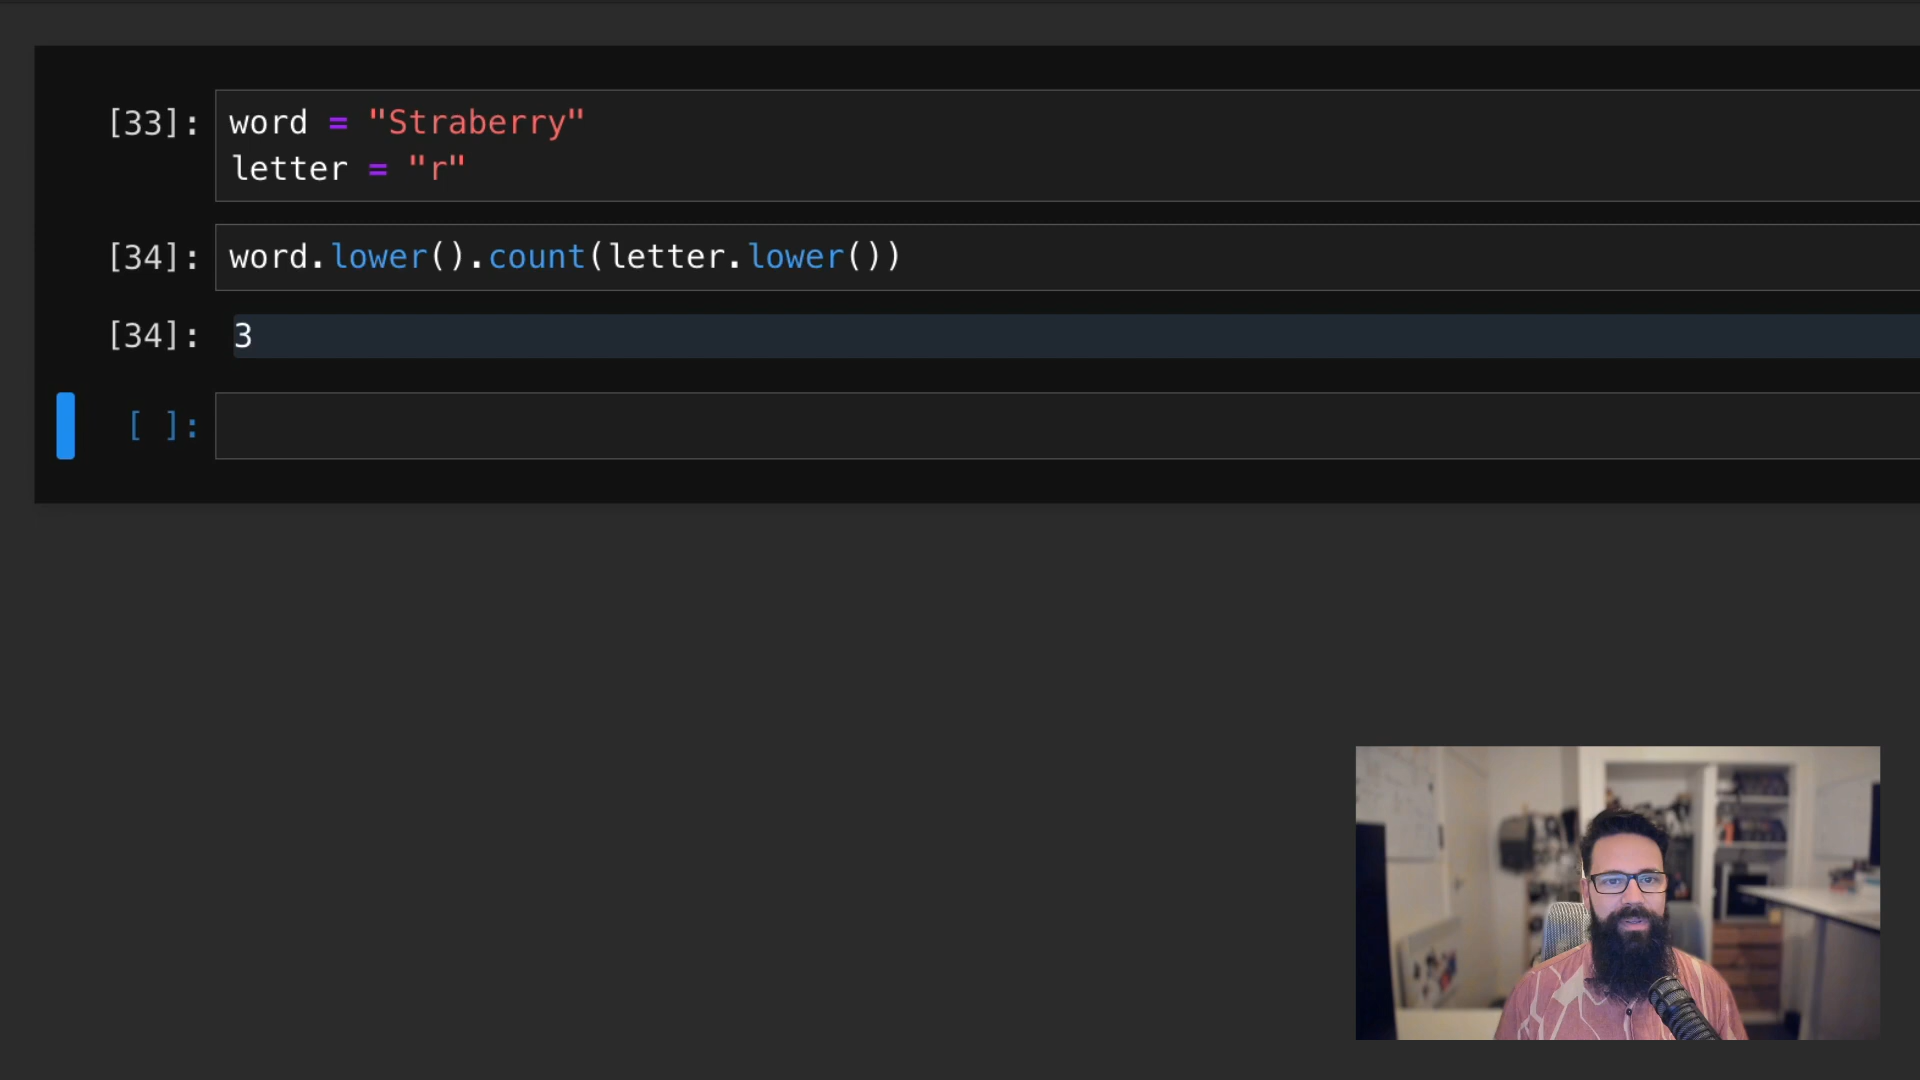 [33]: word = "Straberry"
letter = "r"
[34]: word.lower().count(letter.lower())
[34]: 3
[ ]: